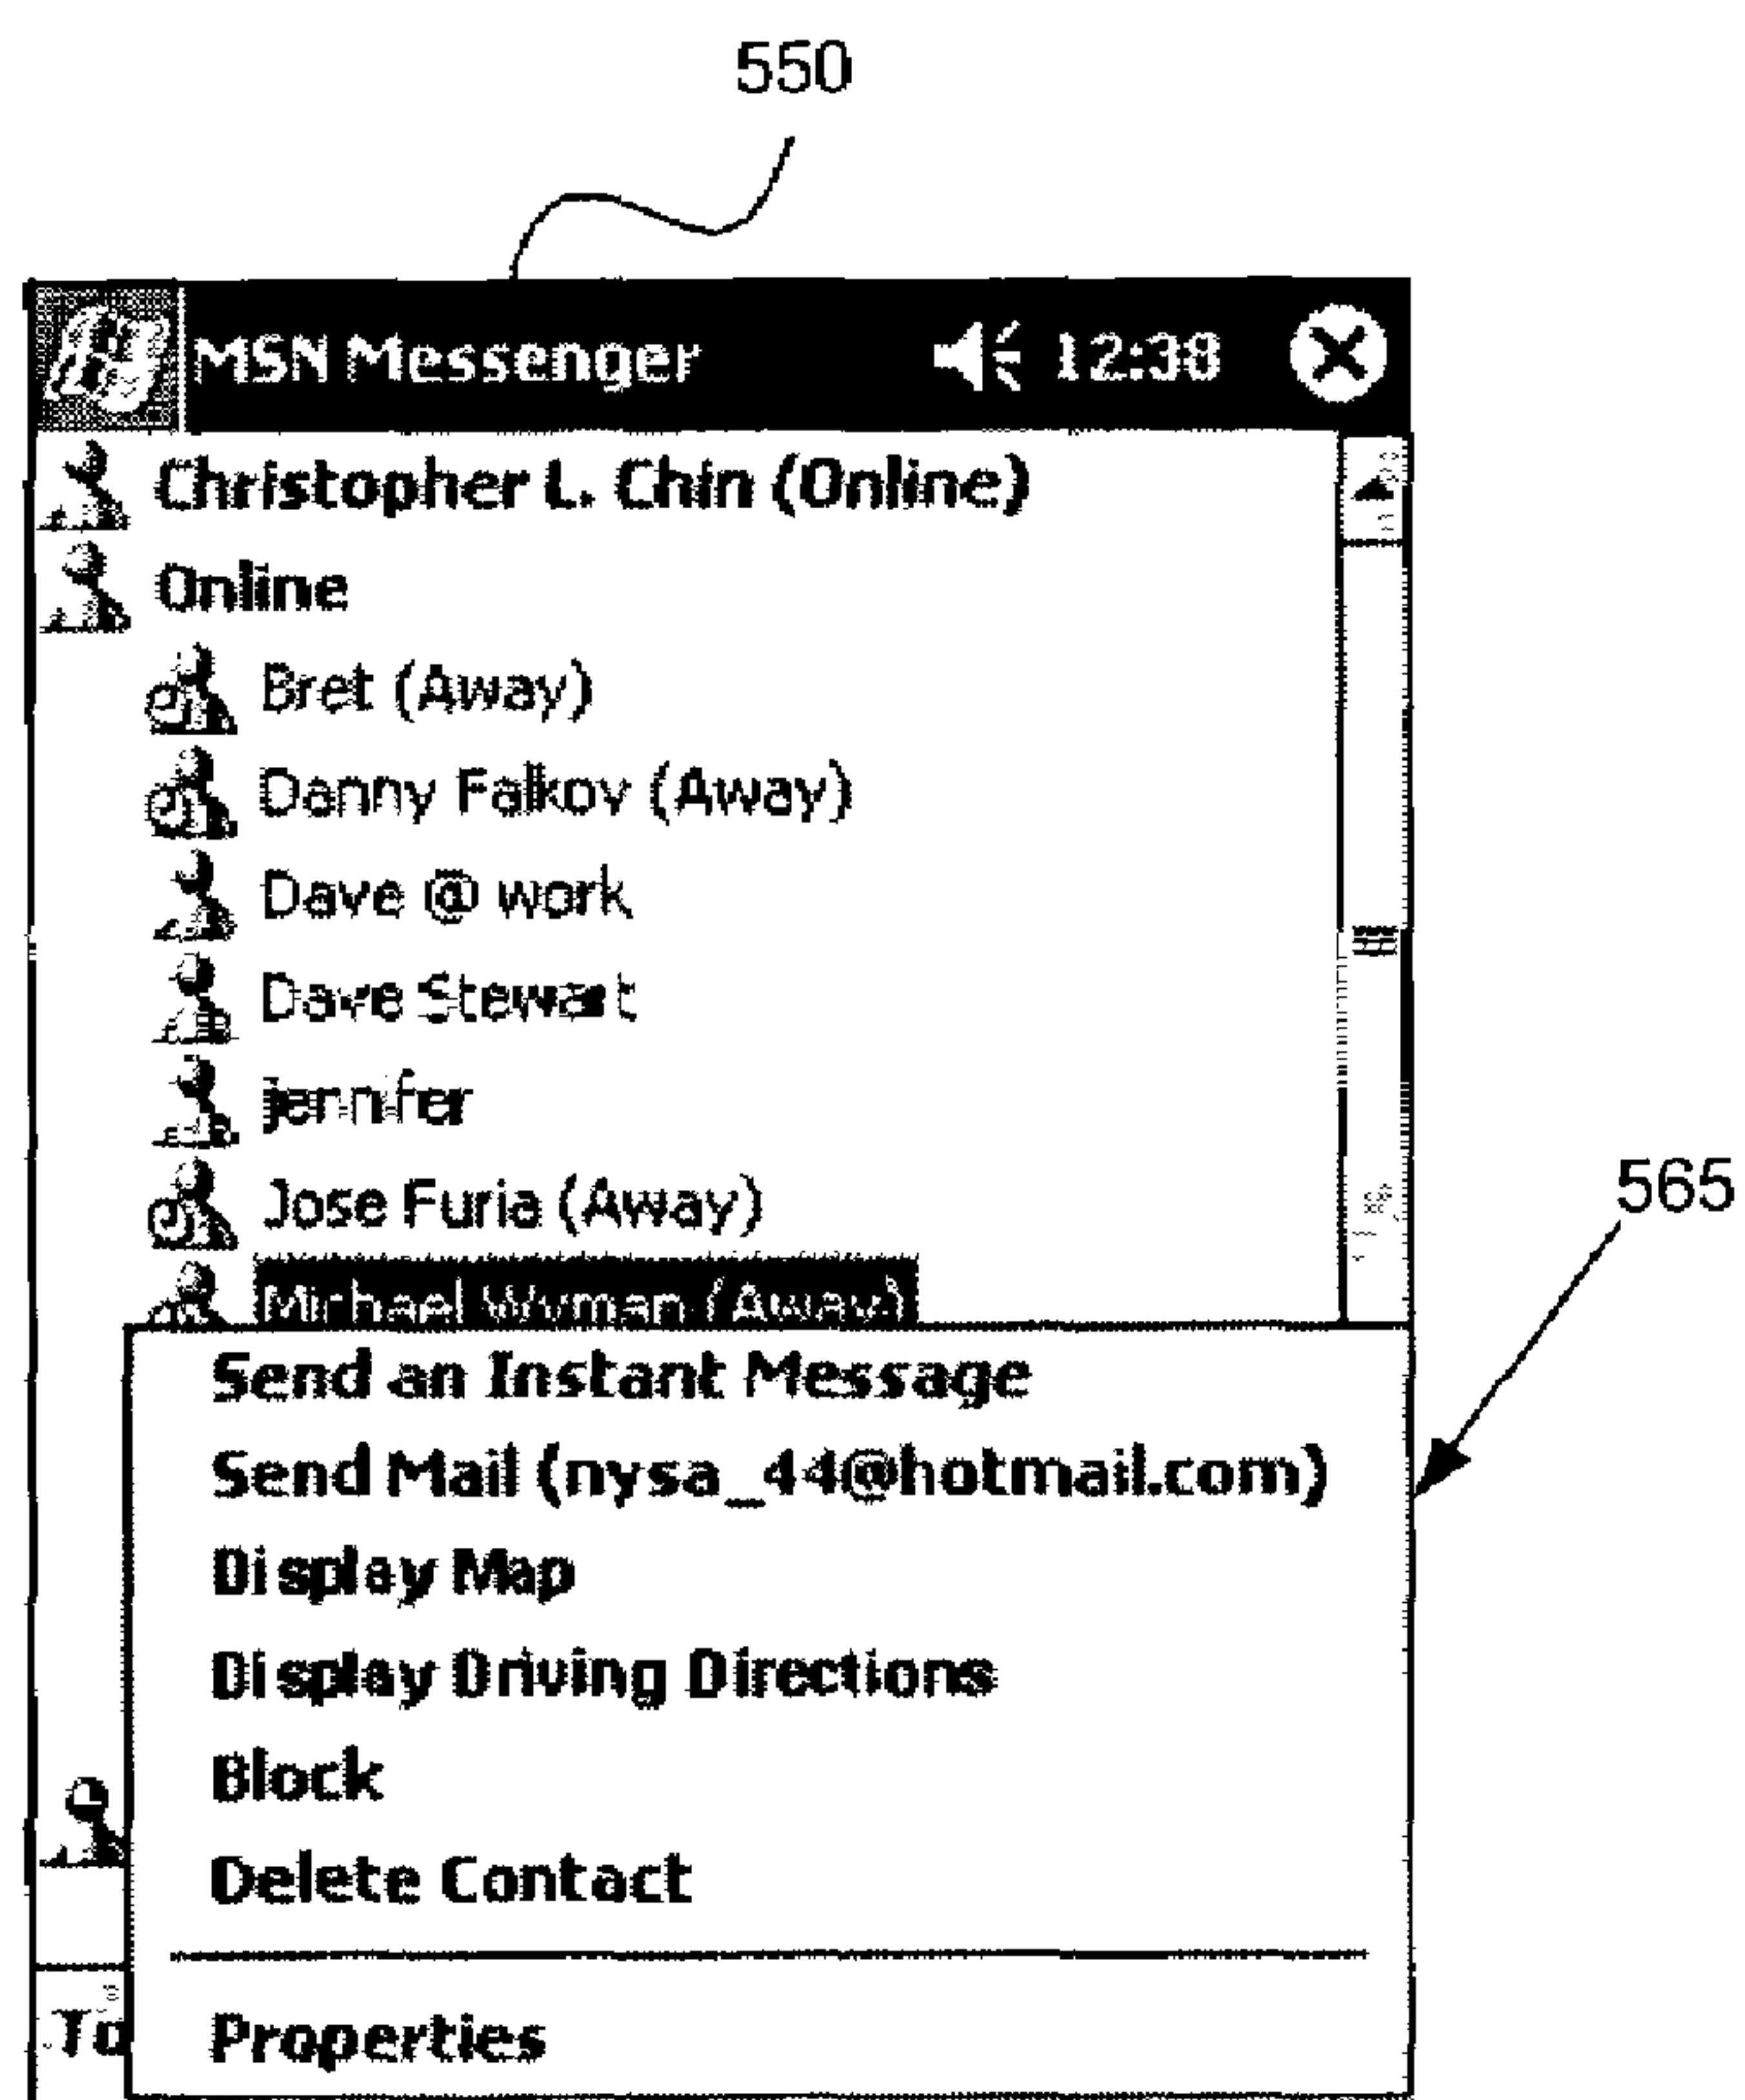 550
MSN Messenger 12:38
Christopher L. Chin (Online)
Online
Bret (Away)
Danny Falkov (Away)
Dave @ work
Dave Stewart
jennifer
Jose Furia (Away)
Michael (Away)
565
Send an Instant Message
Send Mail (nysa_44@hotmail.com)
Display Map
Display Driving Directions
Block
Delete Contact
Properties